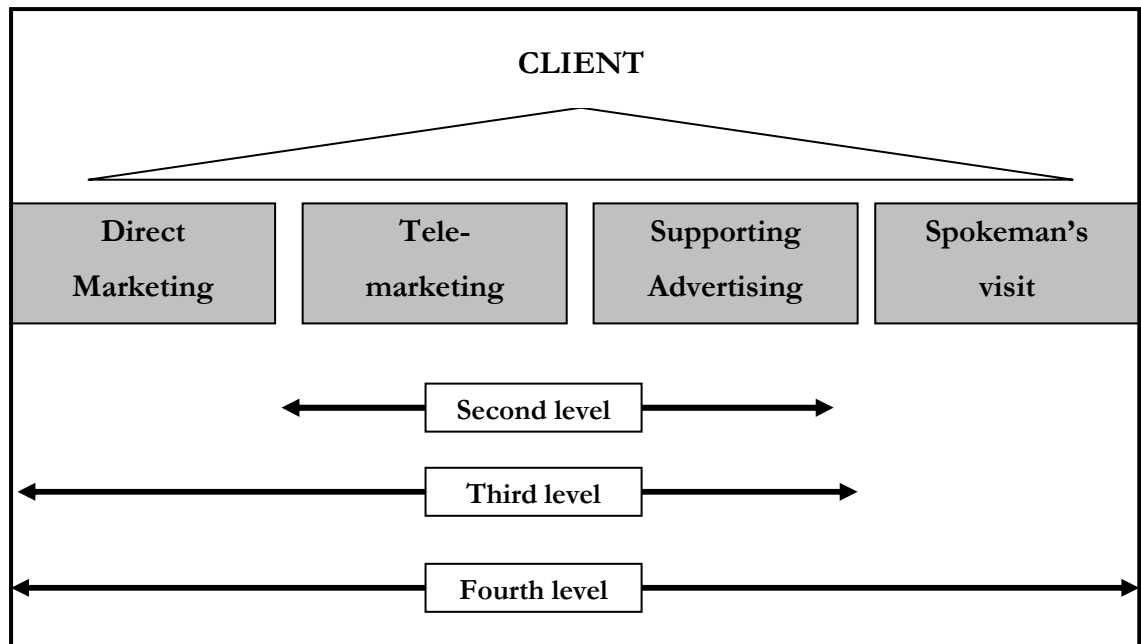 CLIENT
Direct
Marketing
Tele-
marketing
Supporting
Advertising
Spokeman’s
visit
Second level
Third level
Fourth level